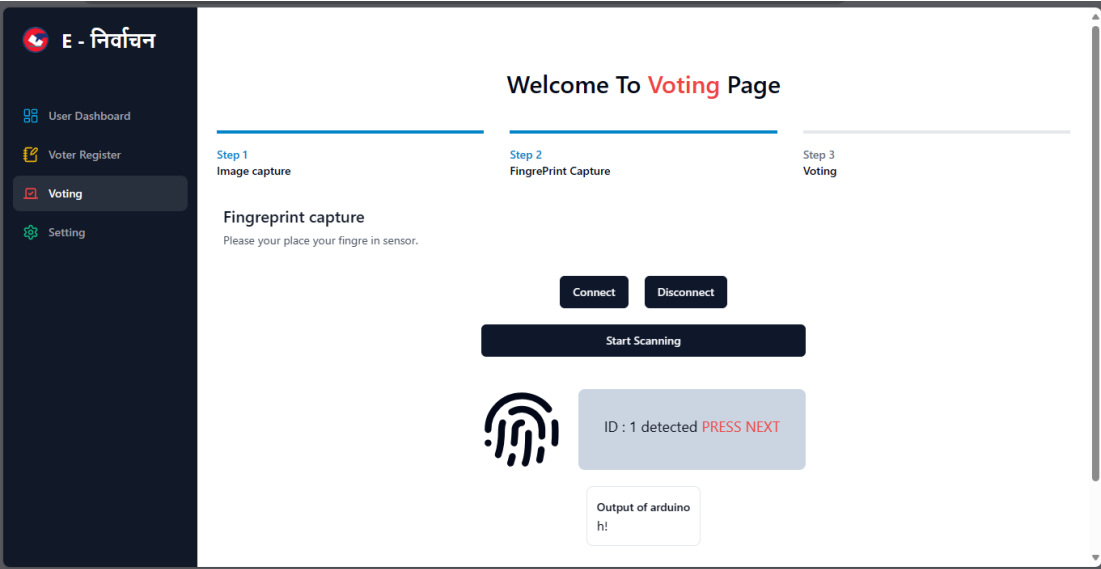 E - निर्वाचन
User Dashboard
Voter Register
Voting
Setting
Welcome To Voting Page
Step 1
Image capture
Step 2
FingrePrint Capture
Step 3
Voting
Fingreprint capture
Please your place your fingre in sensor.
Connect
Disconnect
Start Scanning
ID : 1 detected PRESS NEXT
Output of arduino
h!